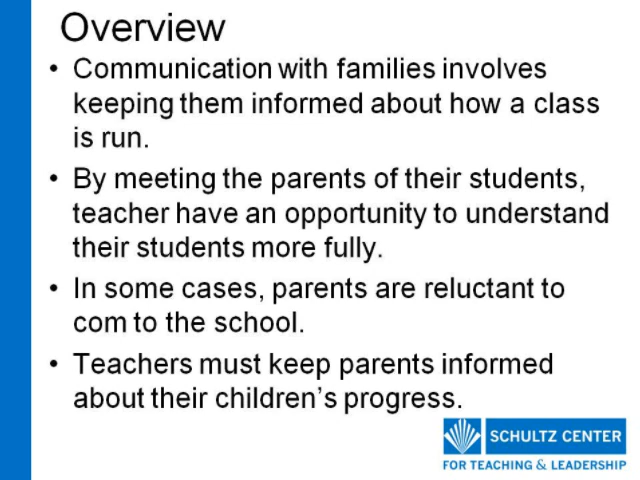 Overview
• Communication with families involves
keeping them informed about how a class
is run.
• By meeting the parents of their students,
teacher have an opportunity to understand
their students more fully.
• In some cases, parents are reluctant to
com to the school.
• Teachers must keep parents informed
about their children's progress.
SCHULTZ CENTER
FOR TEACHING & LEADERSHIP